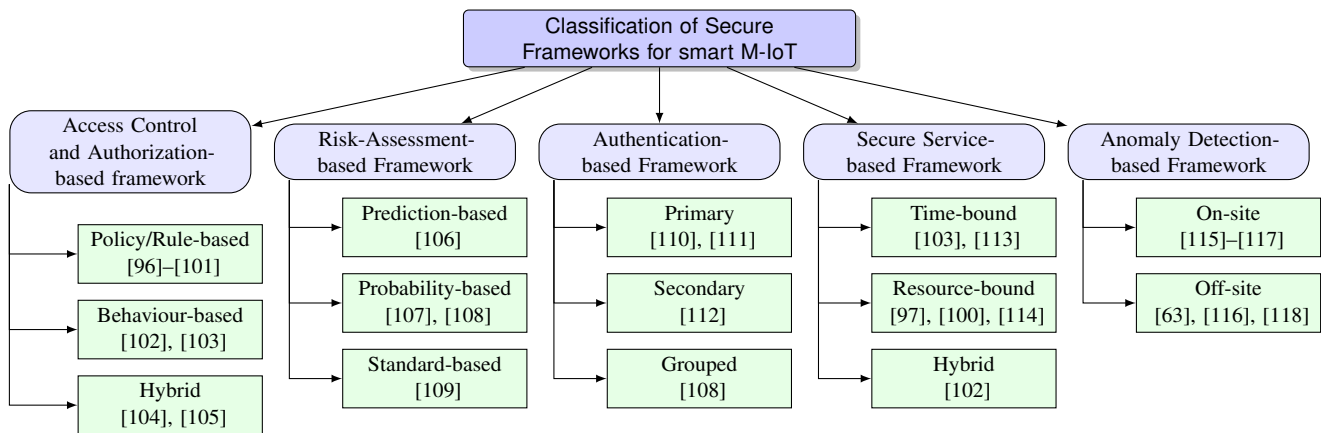 Classification of Secure
Frameworks for smart M-IoT
Access Control
and Authorization-
based framework
Policy/Rule-based
[96]–[101]
Behaviour-based
[102], [103]
Hybrid
[104], [105]
Risk-Assessment-
based Framework
Prediction-based
[106]
Probability-based
[107], [108]
Standard-based
[109]
Authentication-
based Framework
Primary
[110], [111]
Secondary
[112]
Grouped
[108]
Secure Service-
based Framework
Time-bound
[103], [113]
Resource-bound
[97], [100], [114]
Hybrid
[102]
Anomaly Detection-
based Framework
On-site
[115]–[117]
Off-site
[63], [116], [118]